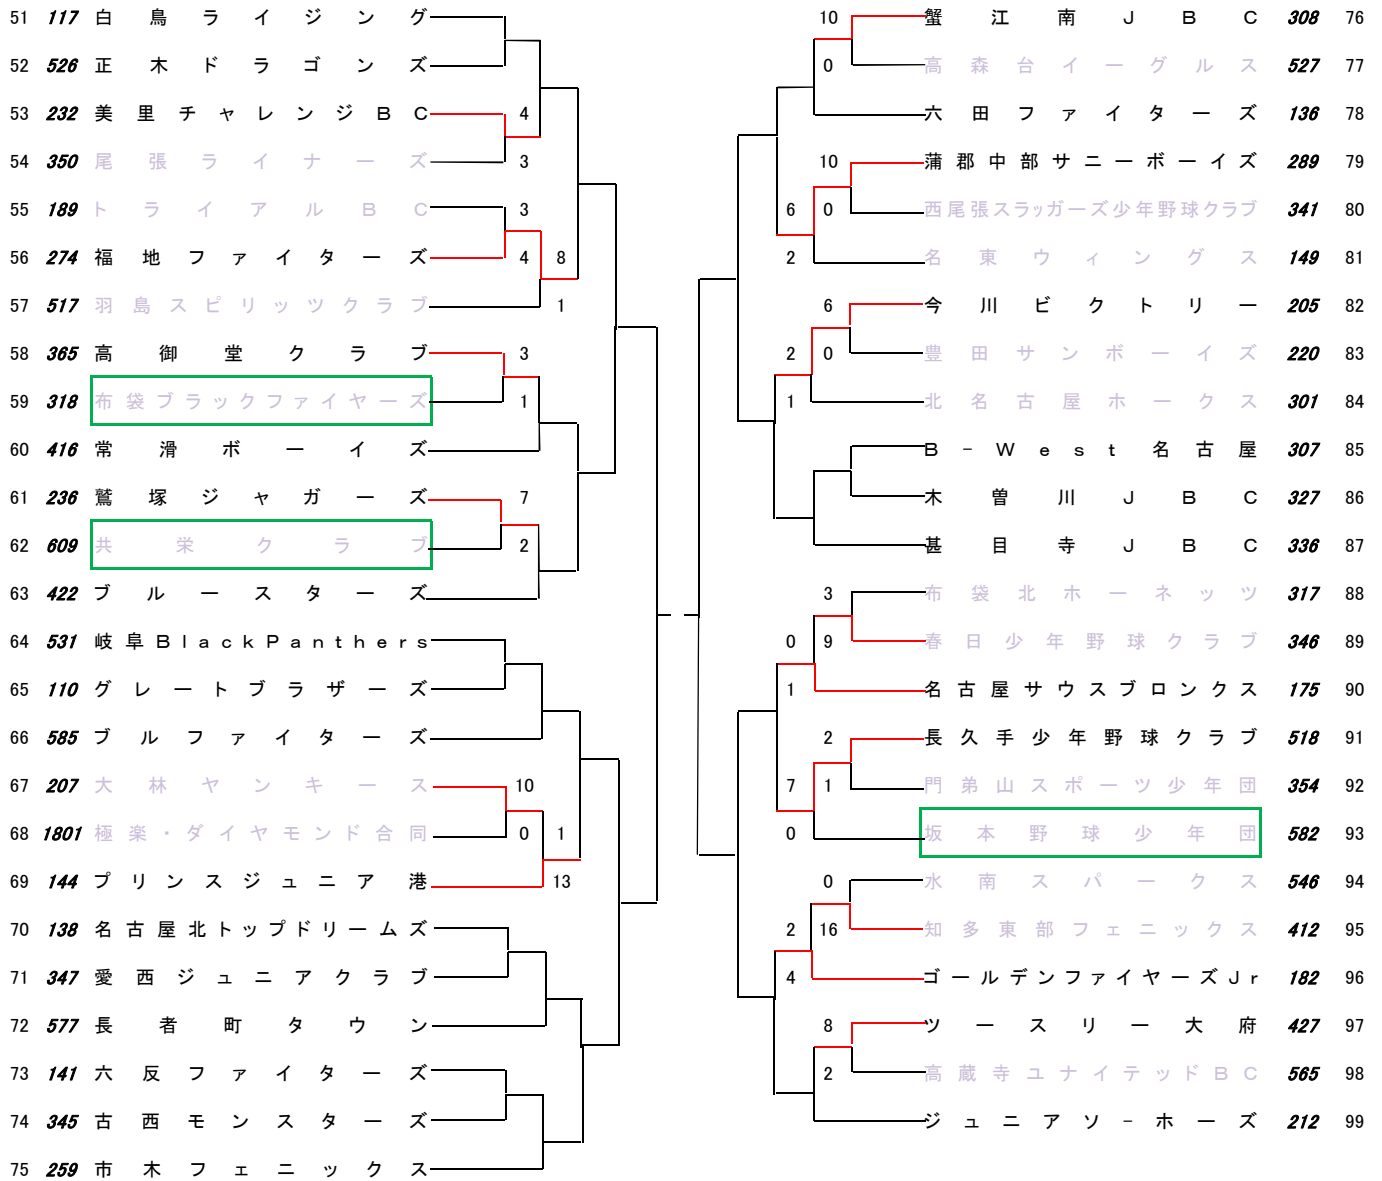 51 117 白鳥ライジング
52 526 正木ドラゴンズ
53 232 美里チャレンジBC 4
54 350 尾張ライナーズ 3
55 189 トライアルBC 3
56 274 福地ファイターズ 4 8
57 517 羽島スピリッツクラブ 1
58 365 高御堂クラブ 3
59 318 布袋ブラックファイヤーズ 1
60 416 常滑ボーイズ
61 236 鷲塚ジャガーズ 7
62 609 共栄クラブ 2
63 422 ブルースターズ
64 531 岐阜BlackPanthers
65 110 グレートブラザーズ
66 585 ブルファイターズ
67 207 大林ヤンキース 10
68 1801 極楽・ダイヤモンド合同 0 1
69 144 プリンスジュニア港 13
70 138 名古屋北トップドリームズ
71 347 愛西ジュニアクラブ
72 577 長者町タウン
73 141 六反ファイターズ
74 345 古西モンスターズ
75 259 市木フェニックス
10 蟹江南JBC 308 76
0 高森台イーグルス 527 77
六田ファイターズ 136 78
10 蒲郡中部サニーボーイズ 289 79
6 0 西尾張スラッガーズ少年野球クラブ 341 80
2 名東ウィングス 149 81
6 今川ビクトリー 205 82
2 0 豊田サンボーイズ 220 83
1 北名古屋ホークス 301 84
B-West名古屋 307 85
木曽川JBC 327 86
甚目寺JBC 336 87
3 布袋北ホーネッツ 317 88
0 9 春日少年野球クラブ 346 89
1 名古屋サウスブロンクス 175 90
2 長久手少年野球クラブ 518 91
7 1 門弟山スポーツ少年団 354 92
0 坂本野球少年団 582 93
0 水南スパークス 546 94
2 16 知多東部フェニックス 412 95
4 ゴールデンファイヤーズJr 182 96
8 ツースリー大府 427 97
2 高蔵寺ユナイテッドBC 565 98
ジュニアソ-ホーズ 212 99